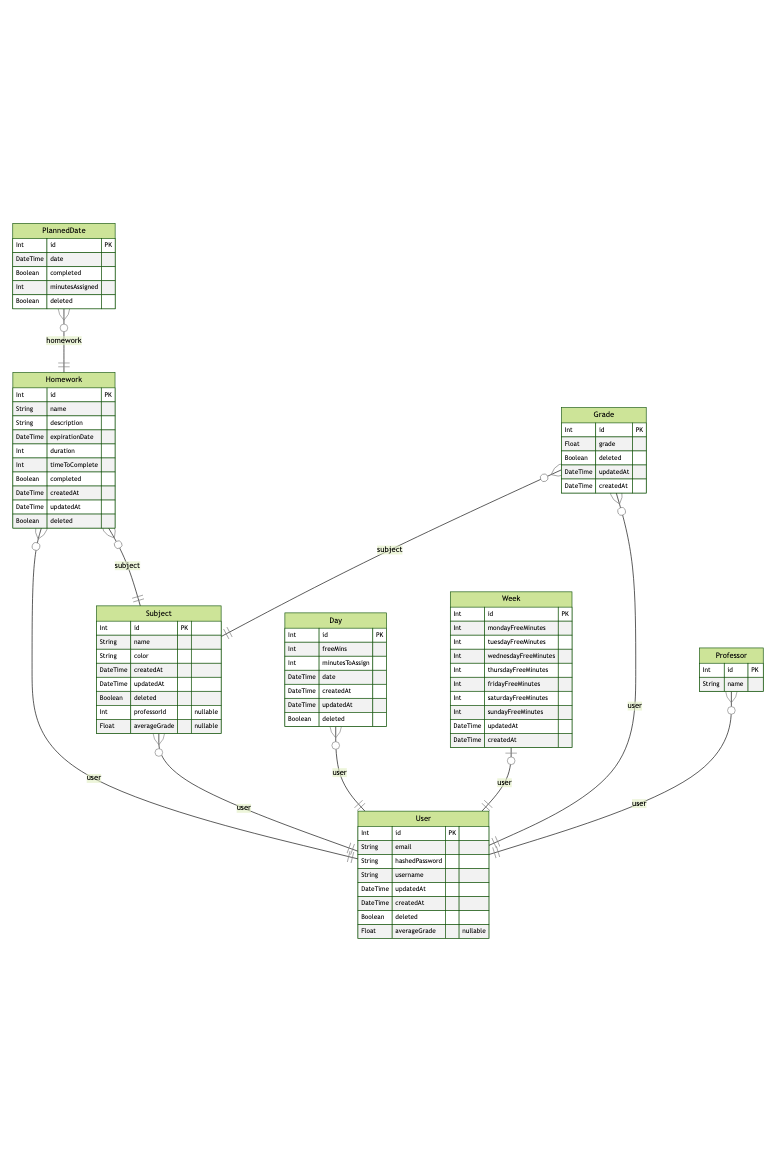 PlannedDate
Int id PK
DateTime date
Boolean completed
Int minutesAssigned
Boolean deleted
homework
Homework
Int id PK
String name
String description
DateTime expirationDate
Int duration
Int timeToComplete
Boolean completed
DateTime createdAt
DateTime updatedAt
Boolean deleted
Grade
Int id PK
Float grade
Boolean deleted
DateTime updatedAt
DateTime createdAt
subject
subject
Subject
Int id PK
String name
String color
DateTime createdAt
DateTime updatedAt
Boolean deleted
Int professorId nullable
Float averageGrade nullable
Day
Int id PK
Int freeMins
Int minutesToAssign
DateTime date
DateTime createdAt
DateTime updatedAt
Boolean deleted
Week
Int id PK
Int mondayFreeMinutes
Int tuesdayFreeMinutes
Int wednesdayFreeMinutes
Int thursdayFreeMinutes
Int fridayFreeMinutes
Int saturdayFreeMinutes
Int sundayFreeMinutes
DateTime updatedAt
DateTime createdAt
Professor
Int id PK
String name
user
user
user
user
user
user
User
Int id PK
String email
String hashedPassword
String username
DateTime updatedAt
DateTime createdAt
Boolean deleted
Float averageGrade nullable